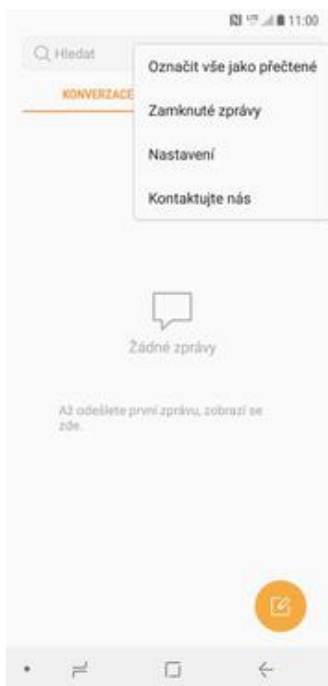 11:00
Hledat
Označit vše jako přečtené
KONVERZACE
Zamknuté zprávy
Nastavení
Kontaktujte nás
Žádné zprávy
Až odešlete první zprávu, zobrazí se
zde.